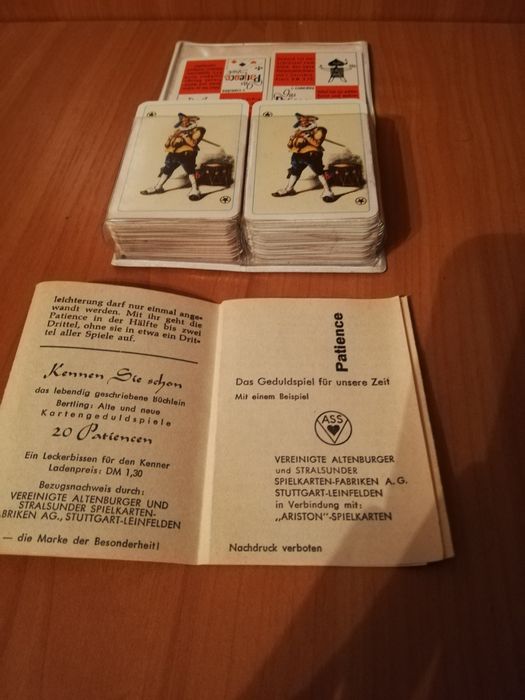 Patience
leichterung darf nur einmal ange-
wandt werden. Mit ihr geht die
Patience in der Hälfte bis zwei
Drittel, ohne sie in etwa ein Drit-
tel aller Spiele auf.
Kennen Sie schon
das lebendig geschriebene Büchlein
Bertling: Alte und neue
Kartengeduldspiele
20 Patiencen
Ein Leckerbissen für den Kenner
Ladenpreis: DM 1,30
Bezugsnachweis durch:
VEREINIGTE ALTENBURGER UND
STRALSUNDER SPIELKARTEN-
ABRIKEN AG., STUTTGART-LEINFELDEN
— die Marke der Besonderheit!
Patience
Das Geduldspiel für unsere Zeit
Mit einem Beispiel
ASS
VEREINIGTE ALTENBURGER
und STRALSUNDER
SPIELKARTEN-FABRIKEN A. G.
STUTTGART-LEINFELDEN
in Verbindung mit:
„ARISTON"-SPIELKARTEN
Nachdruck verboten